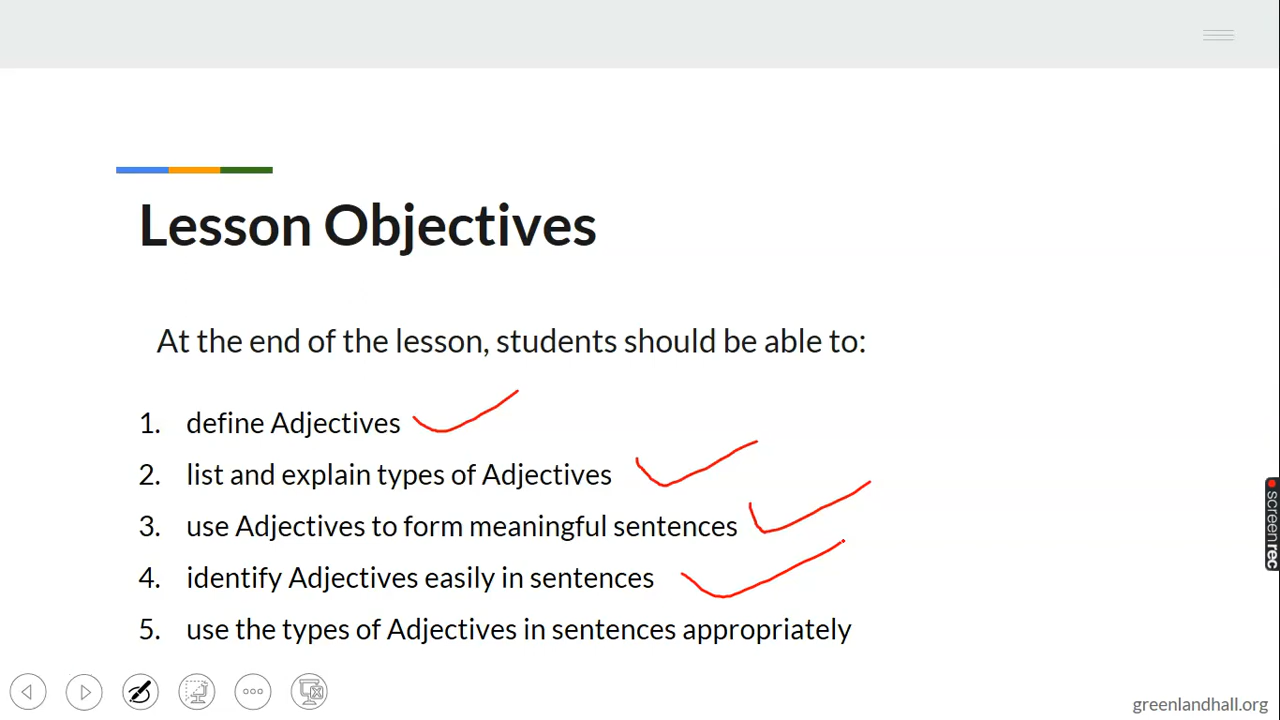 Lesson Objectives
At the end of the lesson, students should be able to:
1. define Adjectives
2. list and explain types of Adjectives
3. use Adjectives to form meaningful sentences
4. identify Adjectives easily in sentences
5. use the types of Adjectives in sentences appropriately
screenrec
greenlandhall.org